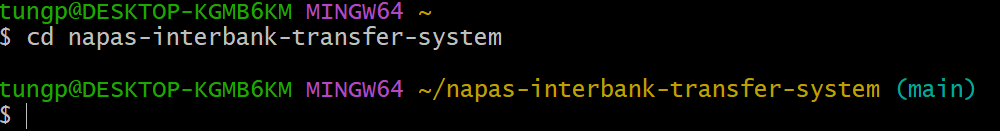 tungp@DESKTOP-KGMB6KM MINGW64 ~
$ cd napas-interbank-transfer-system
tungp@DESKTOP-KGMB6KM MINGW64 ~/napas-interbank-transfer-system (main)
$